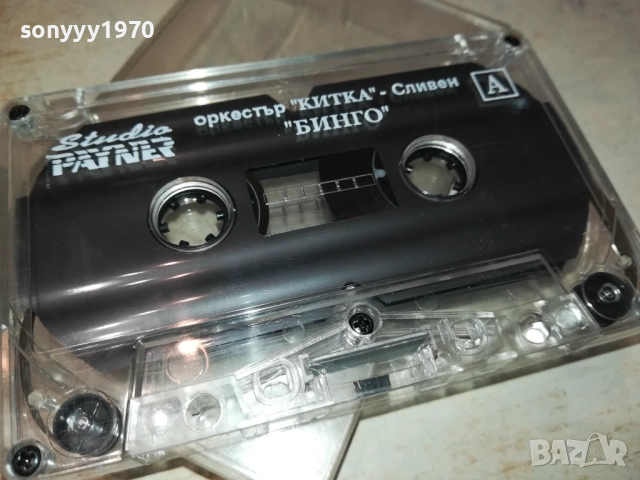 sonyyy1970
оркестър "КИТКА" - Сливен
"БИНГО"
A
Studio
PAYNER
BAZAR
bg